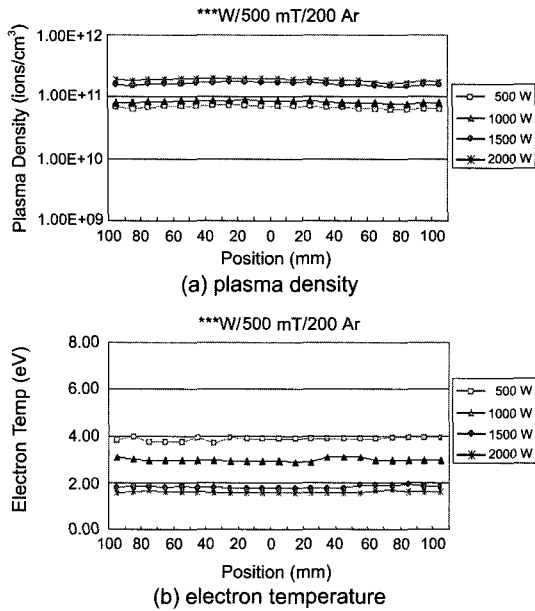 ***W/500 mT/200 Ar
Plasma Density (ions/cm³)
1.00E+12
1.00E+11
1.00E+10
1.00E+09
100 80 60 40 20 0 20 40 60 80 100
Position (mm)
500 W
1000 W
1500 W
2000 W
(a) plasma density
***W/500 mT/200 Ar
Electron Temp (eV)
8.00
6.00
4.00
2.00
0.00
100 80 60 40 20 0 20 40 60 80 100
Position (mm)
500 W
1000 W
1500 W
2000 W
(b) electron temperature